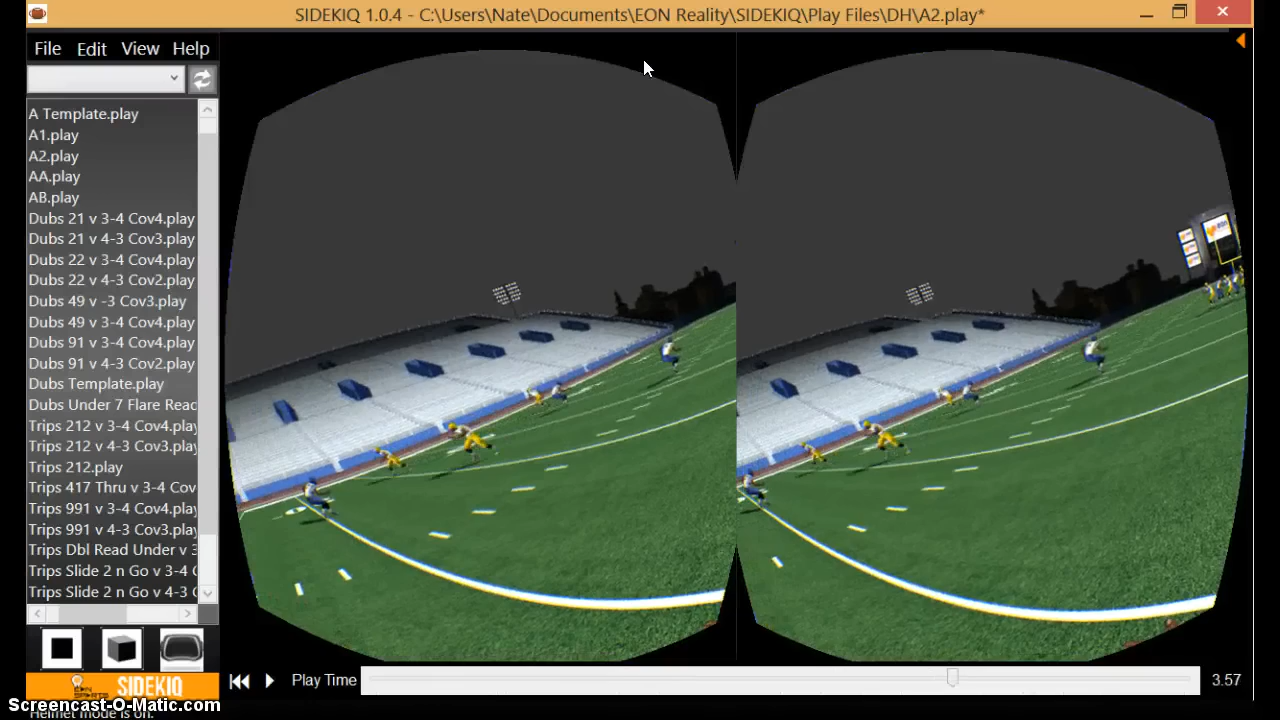 SIDEKIQ 1.0.4 - C:\Users\Nate\Documents\EON Reality\SIDEKIQ\Play Files\DH\A2.play*
File Edit View Help
A Template.play
A1.play
A2.play
AA.play
AB.play
Dubs 21 v 3-4 Cov4.play
Dubs 21 v 4-3 Cov3.play
Dubs 22 v 3-4 Cov4.play
Dubs 22 v 4-3 Cov2.play
Dubs 49 v -3 Cov3.play
Dubs 49 v 3-4 Cov4.play
Dubs 91 v 3-4 Cov4.play
Dubs 91 v 4-3 Cov2.play
Dubs Template.play
Dubs Under 7 Flare Read
Trips 212 v 3-4 Cov4.play
Trips 212 v 4-3 Cov3.play
Trips 212.play
Trips 417 Thru v 3-4 Cov
Trips 991 v 3-4 Cov4.play
Trips 991 v 4-3 Cov3.play
Trips Dbl Read Under v 3
Trips Slide 2 n Go v 3-4 C
Trips Slide 2 n Go v 4-3 C
Play Time 3.57
EON SPORTS SIDEKIQ
Screencast-O-Matic.com
Helmet mode is on.